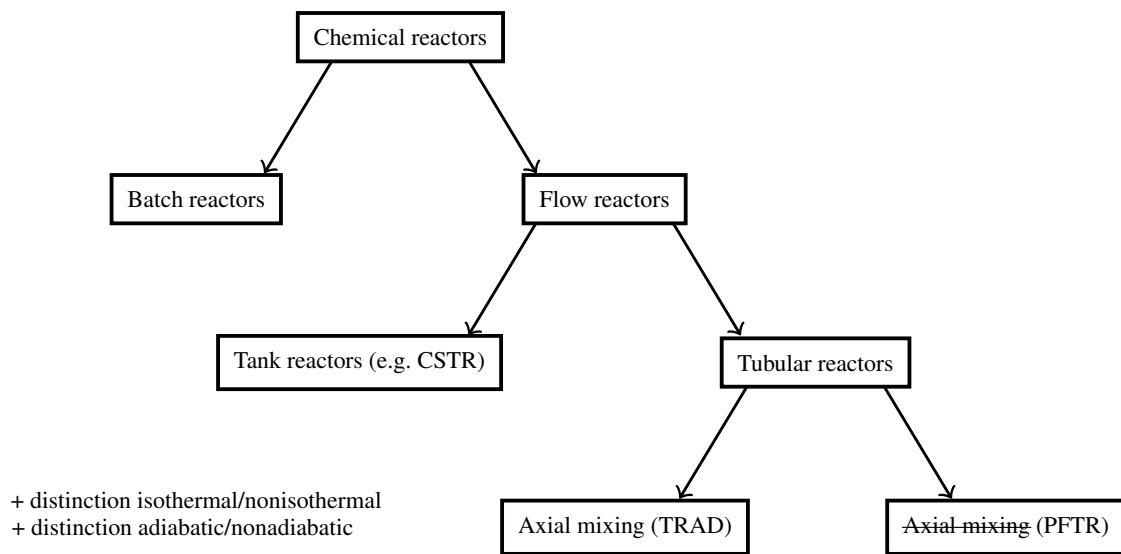 Chemical reactors
Batch reactors
Flow reactors
Tank reactors (e.g. CSTR)
Tubular reactors
+ distinction isothermal/nonisothermal
+ distinction adiabatic/nonadiabatic
Axial mixing (TRAD)
Axial mixing (PFTR)